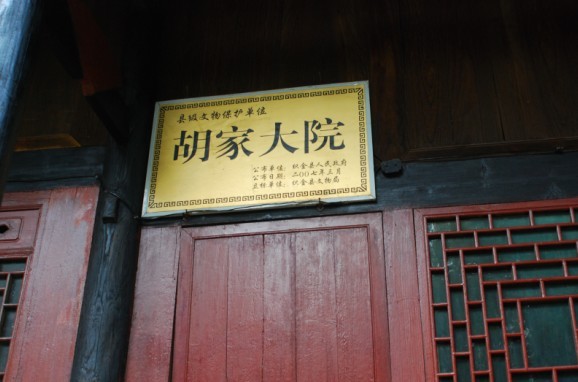 县级文物保护单位
胡家大院
公布单位：织金县人民政府
公布日期：二00七年三月
立标单位：织金县文物局